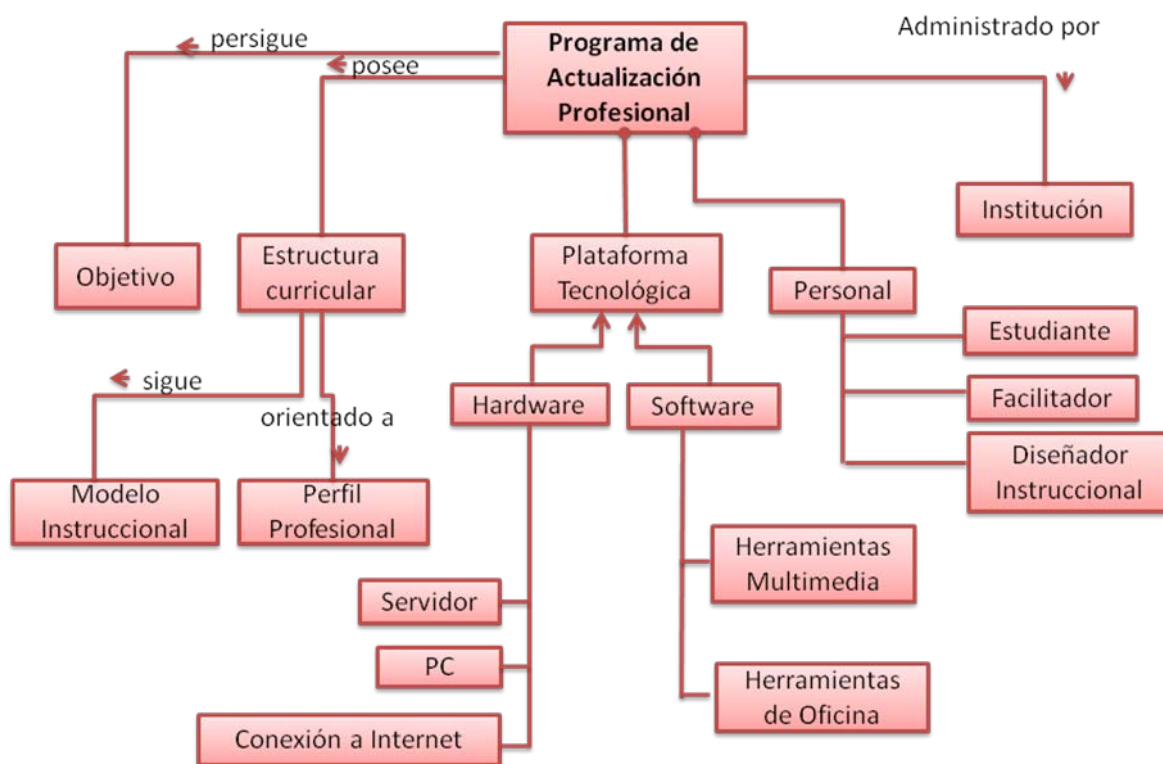 Administrado por
persigue
Programa de
Actualización
Profesional
posee
Institución
Objetivo
Estructura
curricular
Plataforma
Tecnológica
Personal
Estudiante
Facilitador
Diseñador
Instruccional
sigue
orientado a
Hardware
Software
Modelo
Instruccional
Perfil
Profesional
Herramientas
Multimedia
Servidor
PC
Herramientas
de Oficina
Conexión a Internet